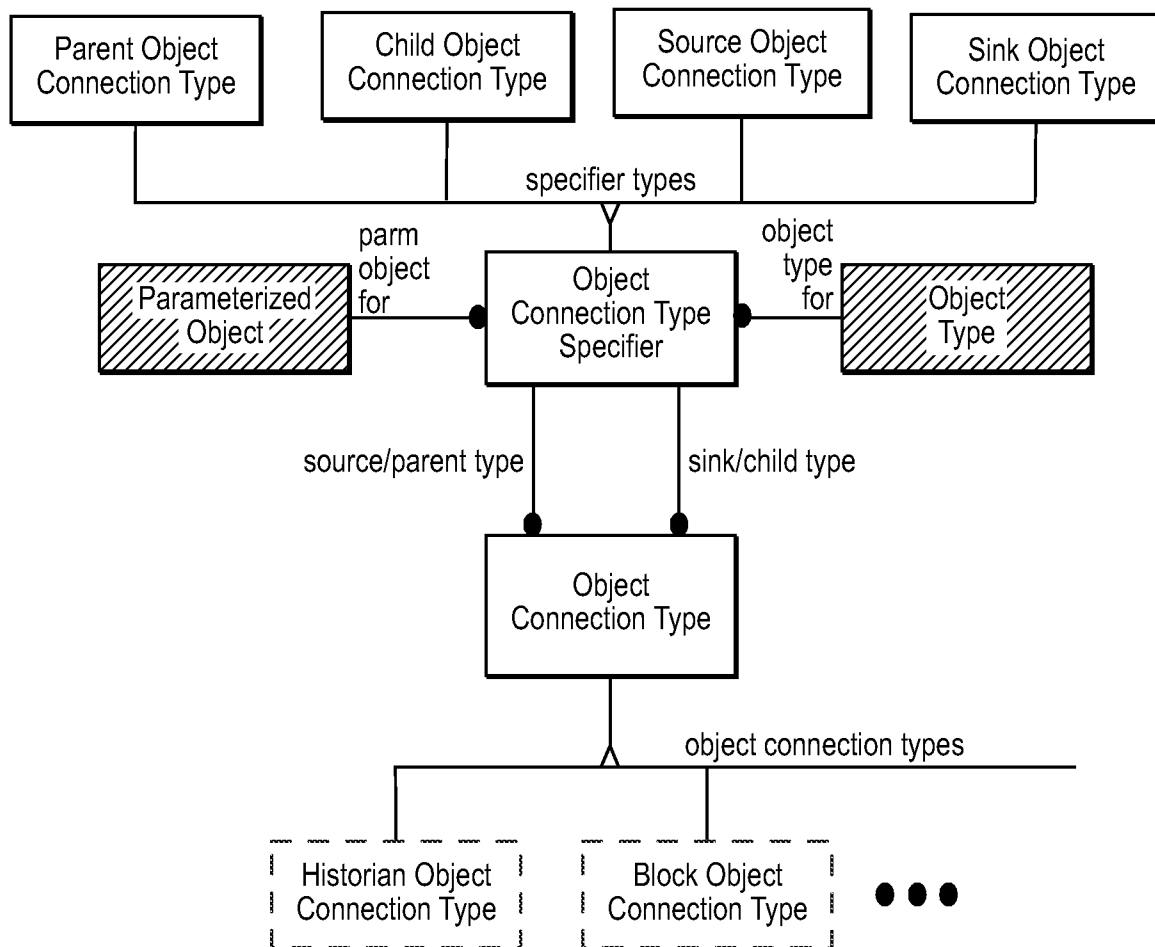 Parent Object
Connection Type
Child Object
Connection Type
Source Object
Connection Type
Sink Object
Connection Type
specifier types
parm
object
for
object
type
for
Parameterized
Object
Object
Connection Type
Specifier
Object
Type
source/parent type
sink/child type
Object
Connection Type
object connection types
Historian Object
Connection Type
Block Object
Connection Type